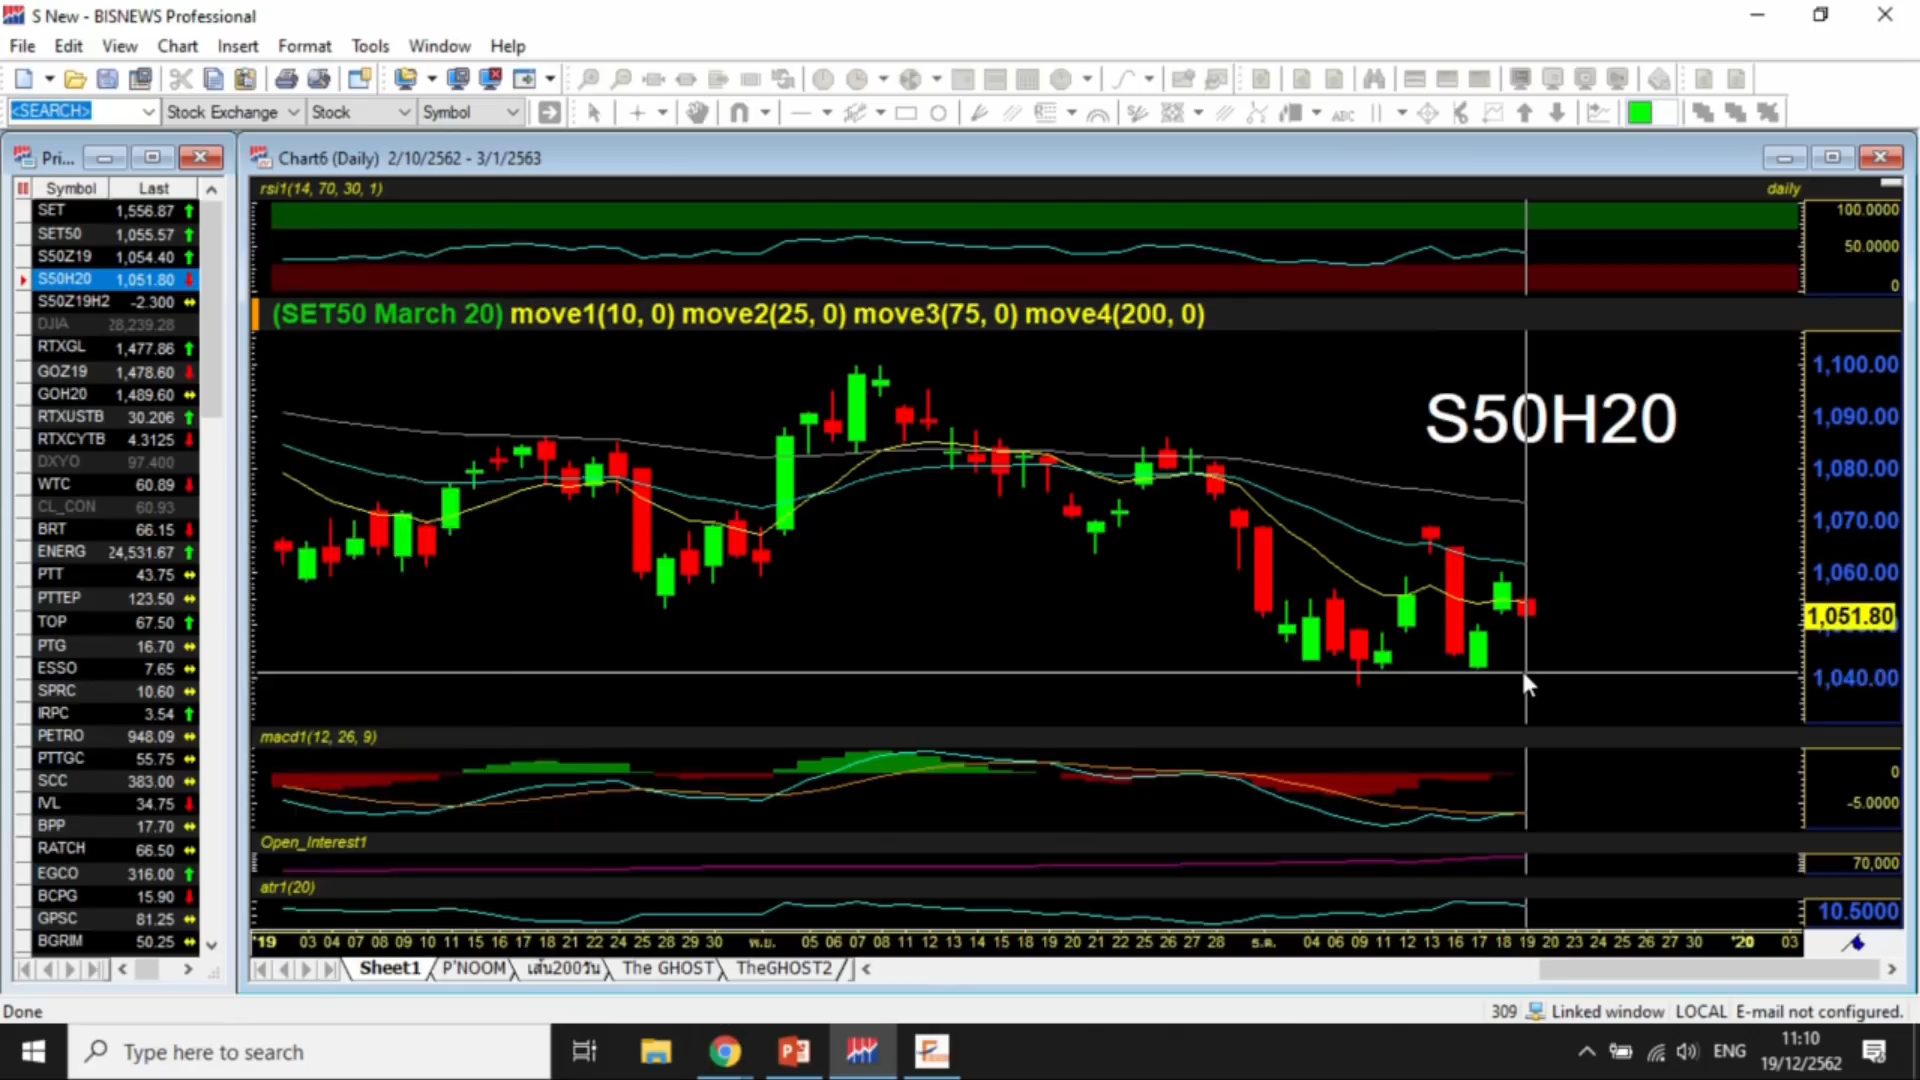 S New - BISNEWS Professional
File Edit View Chart Insert Format Tools Window Help
<SEARCH> Stock Exchange Stock Symbol ABC
Pri... Chart6 (Daily) 2/10/2562 - 3/1/2563
Symbol Last
SET 1,556.87
SET50 1,055.57
S50Z19 1,054.40
S50H20 1,051.80
S50Z19H2 -2.300
DJIA 28,239.28
RTXGL 1,477.86
GOZ19 1,478.60
GOH20 1,489.60
RTXUSTB 30.206
RTXCYTB 4.3125
DXYO 97.400
WTC 60.89
CL_CON 60.93
BRT 66.15
ENERG 24,531.67
PTT 43.75
PTTEP 123.50
TOP 67.50
PTG 16.70
ESSO 7.65
SPRC 10.60
IRPC 3.54
PETRO 948.09
PTTGC 55.75
SCC 383.00
IVL 34.75
BPP 17.70
RATCH 66.50
EGCO 316.00
BCPG 15.90
GPSC 81.25
BGRIM 50.25
rsi1(14, 70, 30, 1) daily
100.0000
50.0000
0
(SET50 March 20) move1(10, 0) move2(25, 0) move3(75, 0) move4(200, 0)
S50H20
1,100.00
1,090.00
1,080.00
1,070.00
1,060.00
1,051.80
1,040.00
macd1(12, 26, 9)
0
-5.0000
Open_Interest1
70,000
atr1(20)
10.5000
'19 03 04 07 08 09 10 11 15 16 17 18 21 22 24 25 28 29 30 พ.ย. 05 06 07 08 11 12 13 14 15 18 19 20 21 22 25 26 27 28 ธ.ค. 04 06 09 11 12 13 16 17 18 19 20 23 24 25 26 27 30 '20 03
Sheet1 P'NOOM เส้น200วัน The GHOST TheGHOST2
Done 309 Linked window LOCAL E-mail not configured.
Type here to search ENG 11:10
19/12/2562